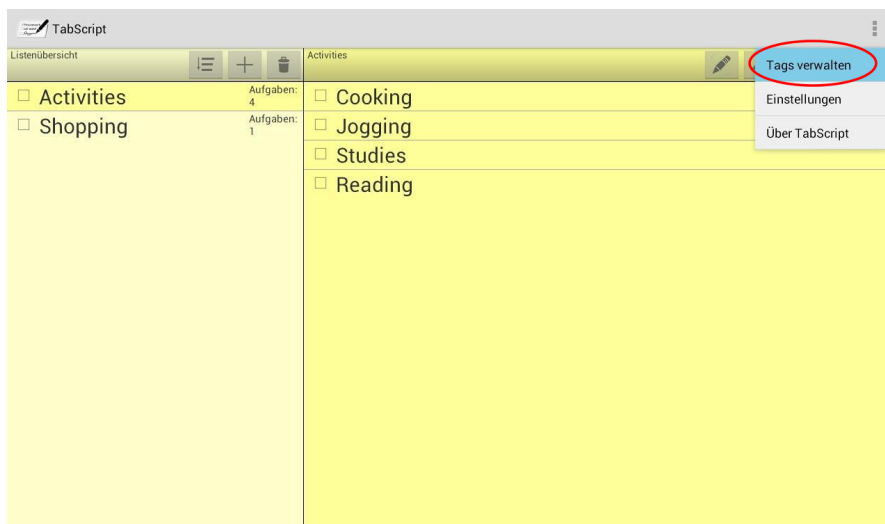 TabScript
Listenübersicht
Activities
Aufgaben:
4
Shopping
Aufgaben:
1
Activities
Cooking
Jogging
Studies
Reading
Tags verwalten
Einstellungen
Über TabScript